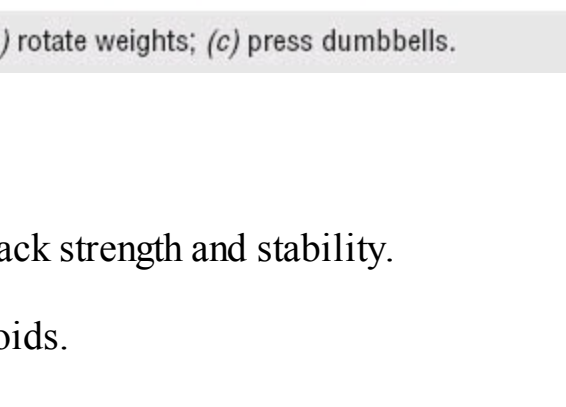 ) rotate weights; (c) press dumbbells.
ack strength and stability.
oids.